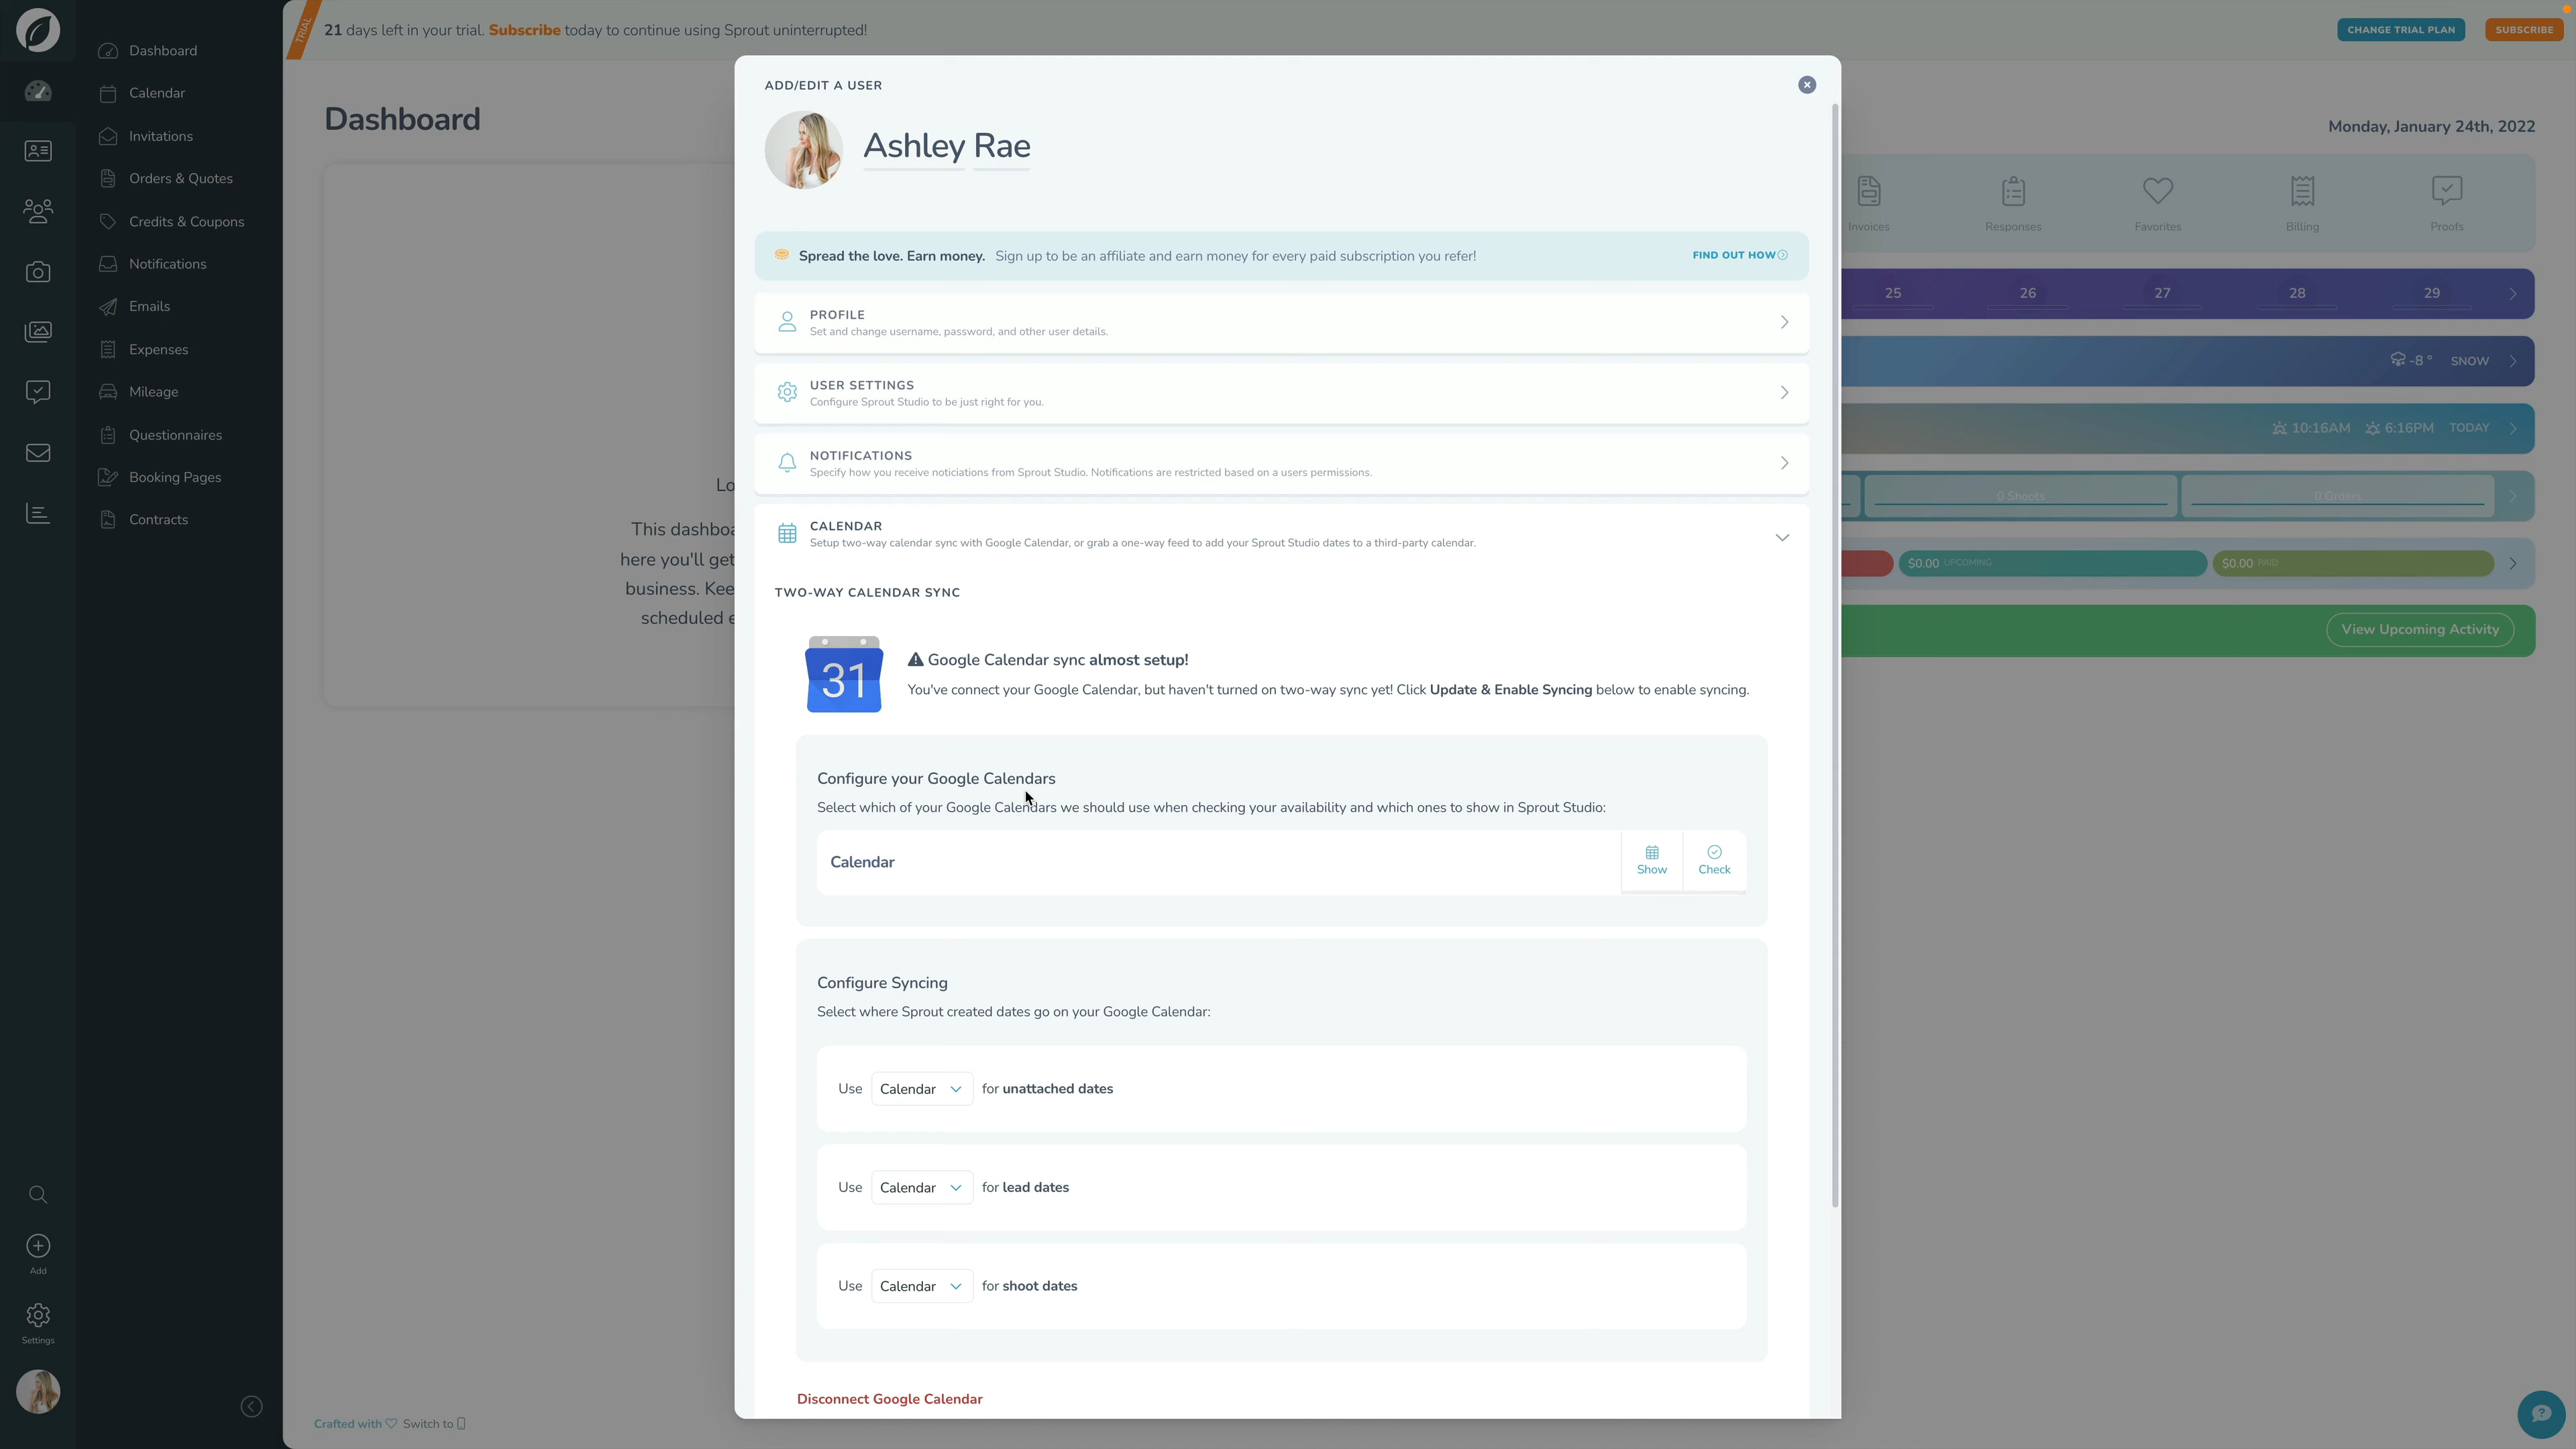 TRIAL
21 days left in your trial. Subscribe today to continue using Sprout uninterrupted!
CHANGE TRIAL PLAN
SUBSCRIBE
Dashboard
Calendar
Invitations
Orders & Quotes
Credits & Coupons
Notifications
Emails
Expenses
Mileage
Questionnaires
Booking Pages
Contracts
Add
Settings
Dashboard
Lo
This dashboa
here you'll get
business. Kee
scheduled e
Crafted with Switch to
ADD/EDIT A USER
Ashley Rae
Spread the love. Earn money. Sign up to be an affiliate and earn money for every paid subscription you refer!
FIND OUT HOW
PROFILE
Set and change username, password, and other user details.
USER SETTINGS
Configure Sprout Studio to be just right for you.
NOTIFICATIONS
Specify how you receive noticiations from Sprout Studio. Notifications are restricted based on a users permissions.
CALENDAR
Setup two-way calendar sync with Google Calendar, or grab a one-way feed to add your Sprout Studio dates to a third-party calendar.
TWO-WAY CALENDAR SYNC
31
Google Calendar sync almost setup!
You've connect your Google Calendar, but haven't turned on two-way sync yet! Click Update & Enable Syncing below to enable syncing.
Configure your Google Calendars
Select which of your Google Calendars we should use when checking your availability and which ones to show in Sprout Studio:
Calendar
Show
Check
Configure Syncing
Select where Sprout created dates go on your Google Calendar:
Use Calendar for unattached dates
Use Calendar for lead dates
Use Calendar for shoot dates
Disconnect Google Calendar
Monday, January 24th, 2022
Invoices
Responses
Favorites
Billing
Proofs
25 26 27 28 29
-8 ° SNOW
10:16AM 6:16PM TODAY
0 Shoots
0 Orders
$0.00 UPCOMING
$0.00 PAID
View Upcoming Activity